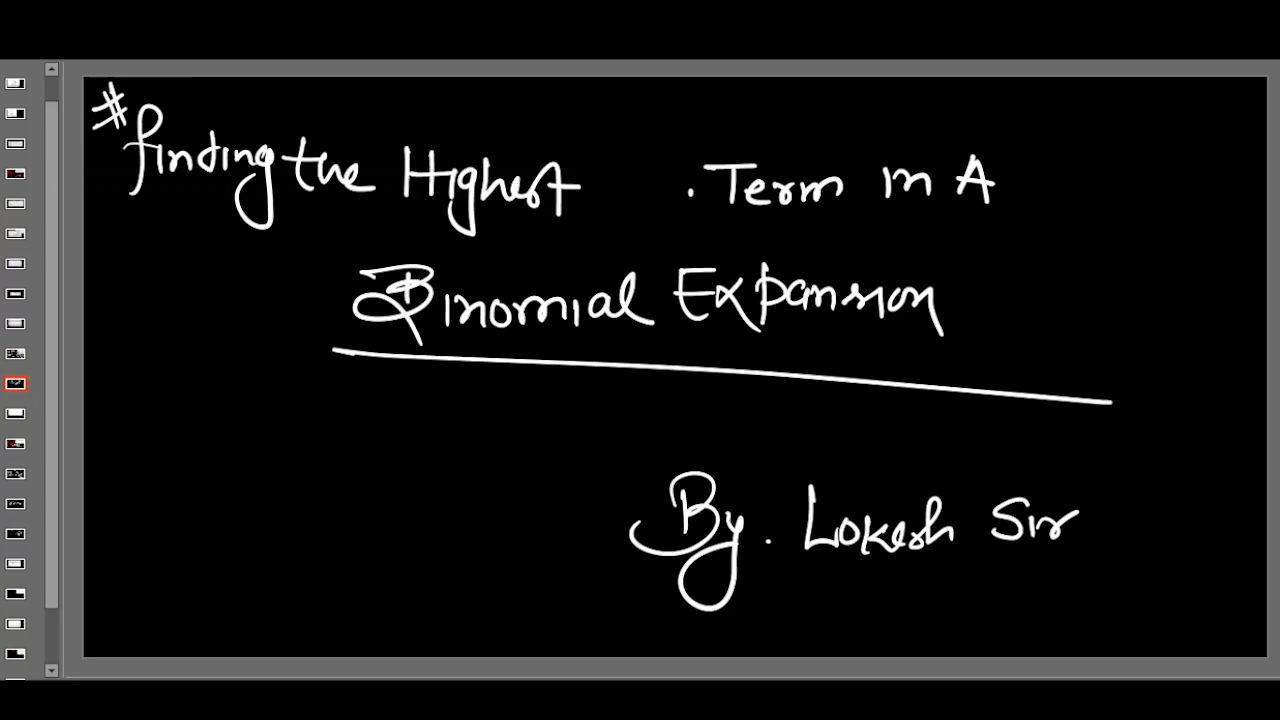 # finding the Highest . Term in A
Binomial Expansion
By. Lokesh Sir